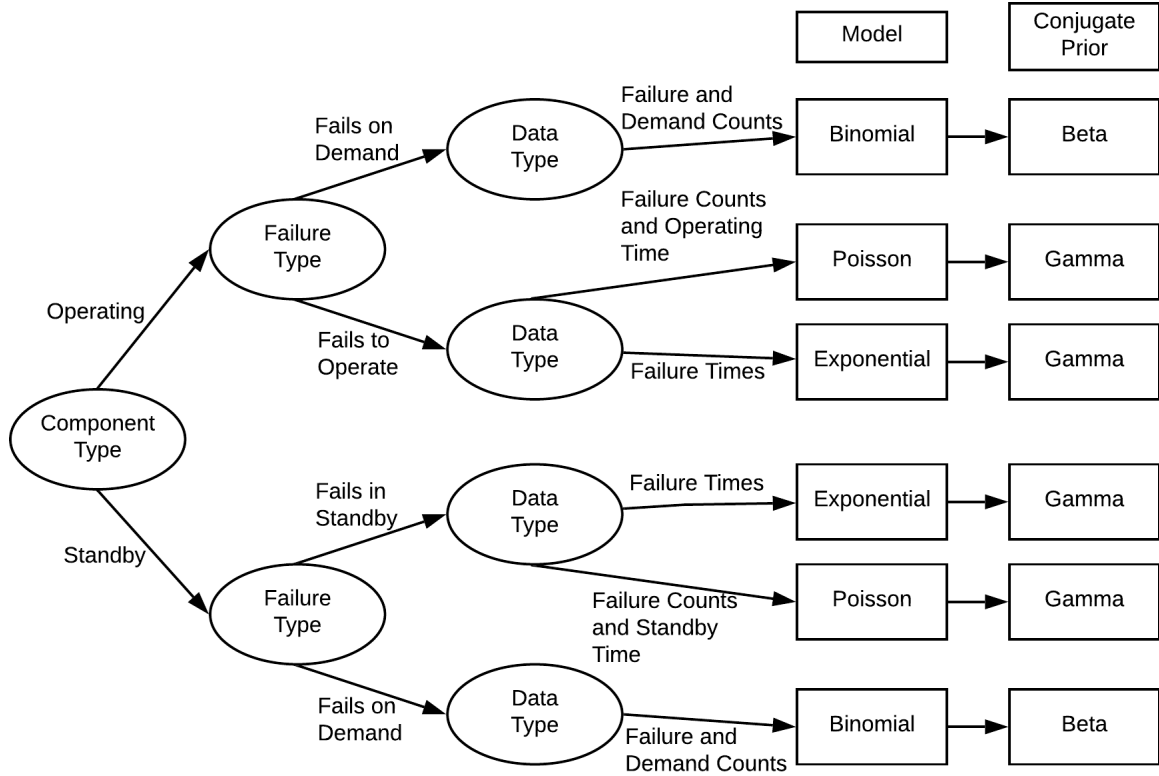 Model
Conjugate
Prior
Failure and
Demand Counts
Fails on
Demand
Data
Type
Binomial
Beta
Failure Counts
and Operating
Time
Failure
Type
Poisson
Gamma
Operating
Fails to
Operate
Data
Type
Failure Times
Exponential
Gamma
Component
Type
Fails in
Standby
Data
Type
Failure Times
Exponential
Gamma
Standby
Failure
Type
Failure Counts
and Standby
Time
Poisson
Gamma
Fails on
Demand
Data
Type
Failure and
Demand Counts
Binomial
Beta